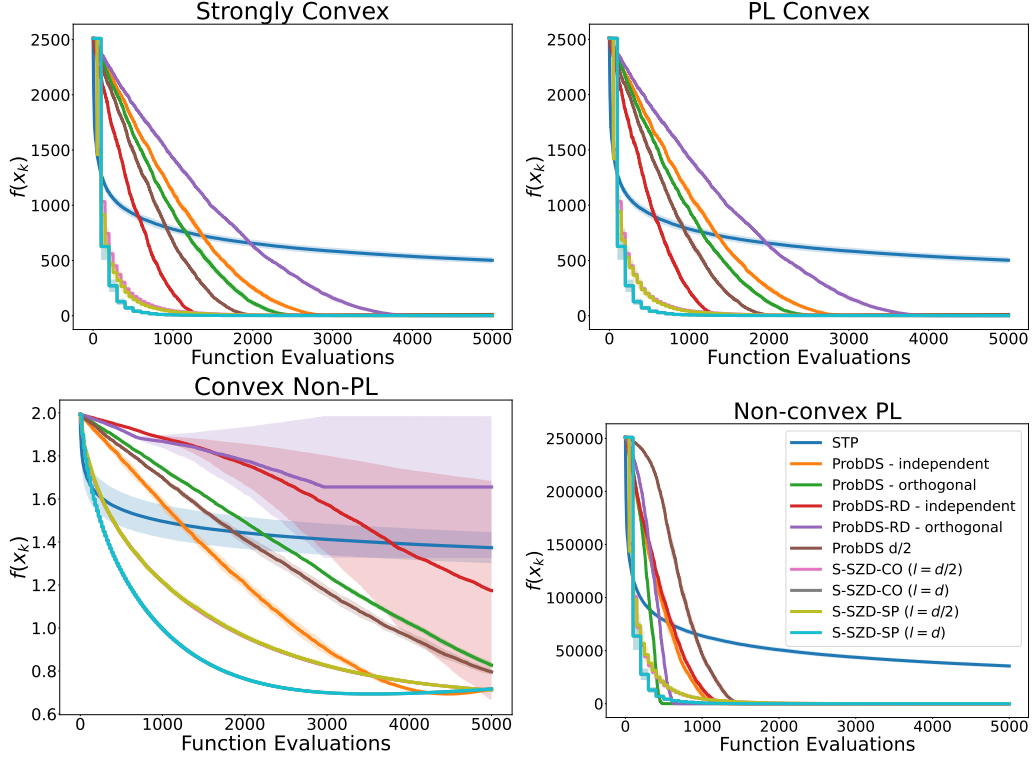 Strongly Convex
2500
2000
1500
1000
500
0
f(x_k)
0 1000 2000 3000 4000 5000
Function Evaluations
PL Convex
2500
2000
1500
1000
500
0
f(x_k)
0 1000 2000 3000 4000 5000
Function Evaluations
Convex Non-PL
2.0
1.8
1.6
1.4
1.2
1.0
0.8
0.6
f(x_k)
0 1000 2000 3000 4000 5000
Function Evaluations
Non-convex PL
250000
200000
150000
100000
50000
0
f(x_k)
0 1000 2000 3000 4000 5000
Function Evaluations
STP
ProbDS - independent
ProbDS - orthogonal
ProbDS-RD - independent
ProbDS-RD - orthogonal
ProbDS d/2
S-SZD-CO (l = d/2)
S-SZD-CO (l = d)
S-SZD-SP (l = d/2)
S-SZD-SP (l = d)